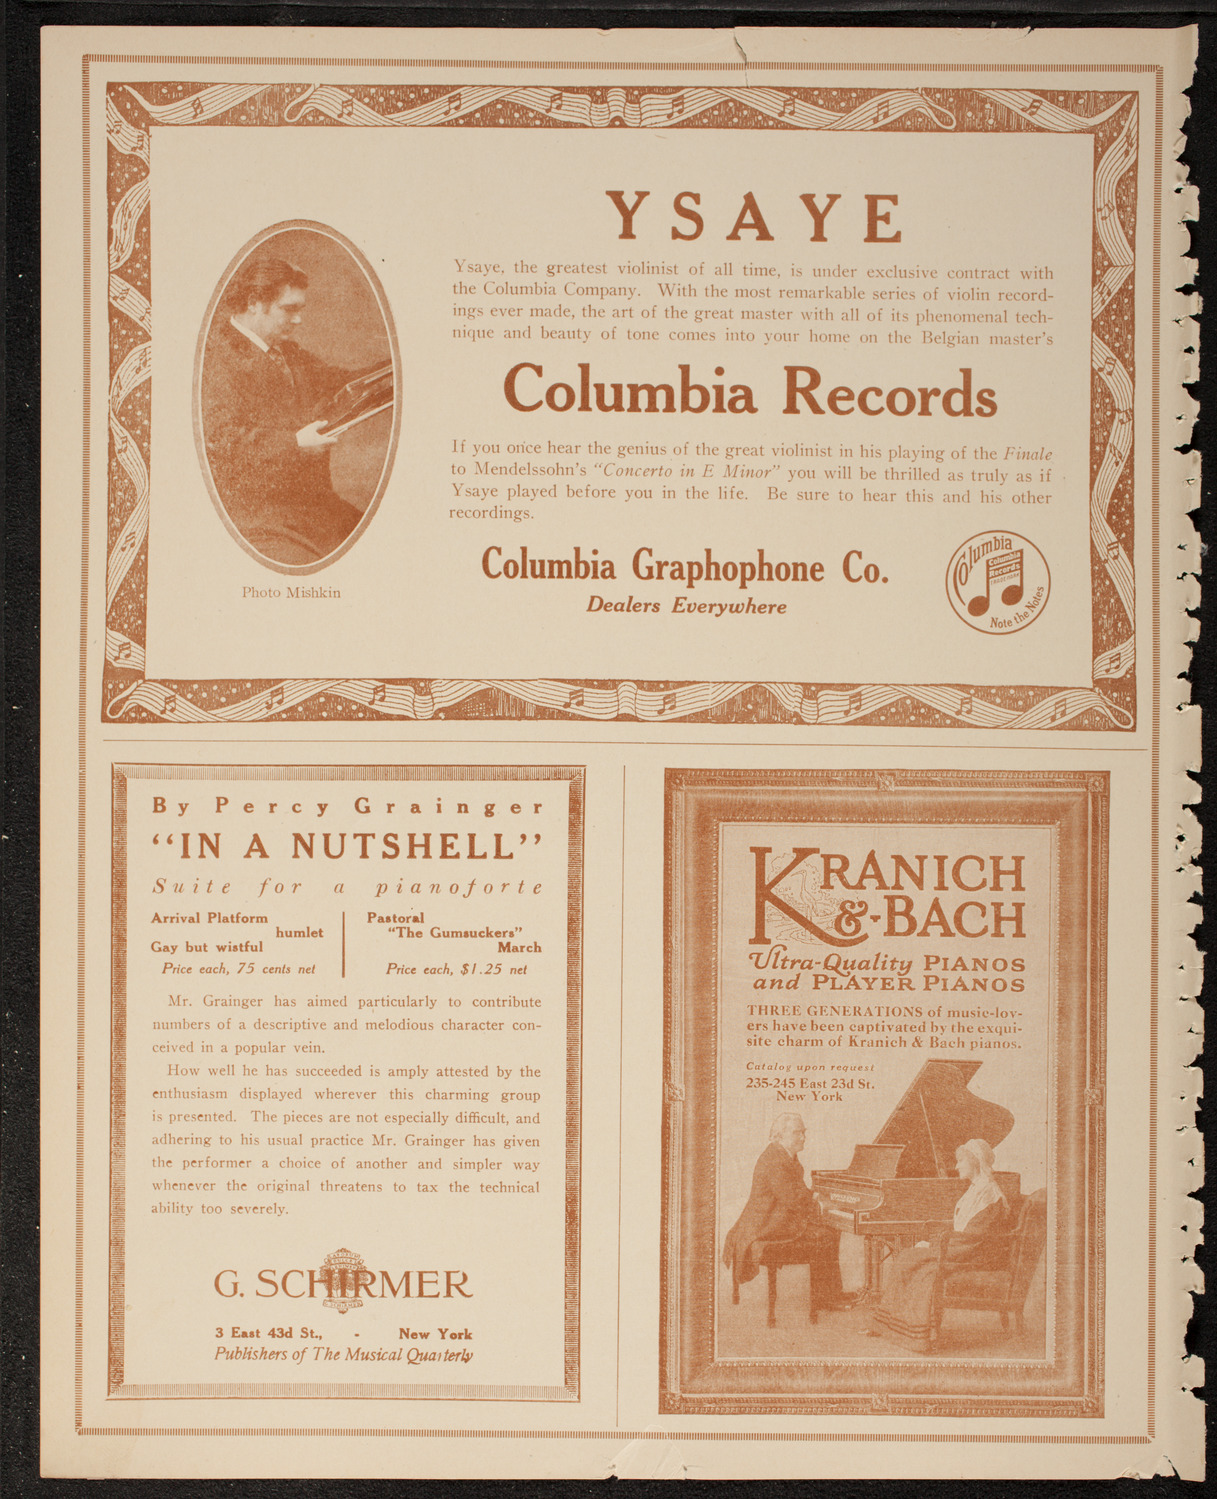 YSAYE
Ysaye, the greatest violinist of all time, is under exclusive contract with
the Columbia Company. With the most remarkable series of violin record-
ings ever made, the art of the great master with all of its phenomenal tech-
nique and beauty of tone comes into your home on the Belgian master's
Columbia Records
If you once hear the genius of the great violinist in his playing of the Finale
to Mendelssohn's "Concerto in E Minor" you will be thrilled as truly as if
Ysaye played before you in the life. Be sure to hear this and his other
recordings.
Columbia Graphophone Co.
Dealers Everywhere
Photo Mishkin
Columbia
Columbia
Records
TRADE MARK
Note the Notes
By Percy Grainger
"IN A NUTSHELL"
Suite for a pianoforte
Arrival Platform
humlet
Gay but wistful
Price each, 75 cents net
Pastoral
"The Gumsuckers"
March
Price each, $1.25 net
Mr. Grainger has aimed particularly to contribute
numbers of a descriptive and melodious character con-
ceived in a popular vein.
How well he has succeeded is amply attested by the
enthusiasm displayed wherever this charming group
is presented. The pieces are not especially difficult, and
adhering to his usual practice Mr. Grainger has given
the performer a choice of another and simpler way
whenever the original threatens to tax the technical
ability too severely.
G. SCHIRMER
3 East 43d St., - New York
Publishers of The Musical Quarterly
KRANICH
&-BACH
Ultra-Quality PIANOS
and PLAYER PIANOS
THREE GENERATIONS of music-lov-
ers have been captivated by the exqui-
site charm of Kranich & Bach pianos.
Catalog upon request
235-245 East 23d St.
New York